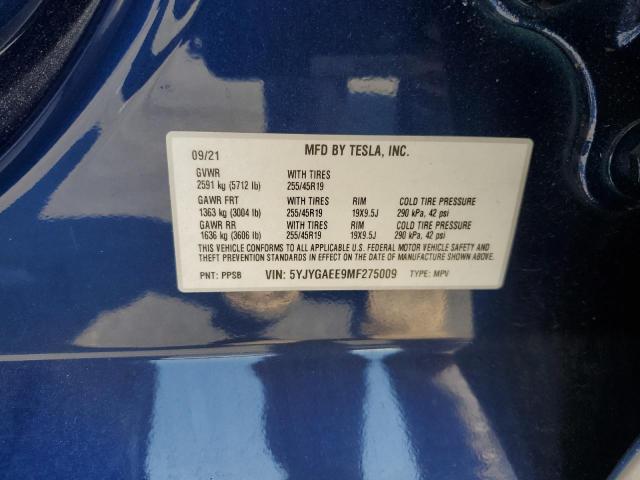 MFD BY TESLA, INC.
09/21
GVWR WITH TIRES
2591 kg (5712 lb) 255/45R19
GAWR FRT WITH TIRES RIM COLD TIRE PRESSURE
1363 kg (3004 lb) 255/45R19 19X9.5J 290 kPa, 42 psi
GAWR RR WITH TIRES RIM COLD TIRE PRESSURE
1636 kg (3606 lb) 255/45R19 19X9.5J 290 kPa, 42 psi
THIS VEHICLE CONFORMS TO ALL APPLICABLE U.S. FEDERAL MOTOR VEHICLE SAFETY AND
THEFT PREVENTION STANDARDS IN EFFECT ON THE DATE OF MANUFACTURE SHOWN ABOVE.
PNT: PPSB VIN: 5YJYGAEE9MF275009 TYPE: MPV